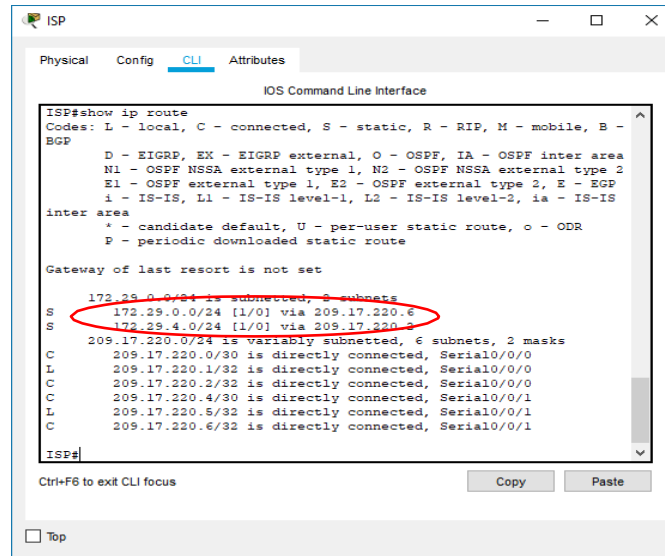 ISP
Physical Config CLI Attributes
IOS Command Line Interface
ISP#show ip route
Codes: L - local, C - connected, S - static, R - RIP, M - mobile, B -
BGP
D - EIGRP, EX - EIGRP external, O - OSPF, IA - OSPF inter area
N1 - OSPF NSSA external type 1, N2 - OSPF NSSA external type 2
E1 - OSPF external type 1, E2 - OSPF external type 2, E - EGP
i - IS-IS, L1 - IS-IS level-1, L2 - IS-IS level-2, ia - IS-IS
inter area
* - candidate default, U - per-user static route, o - ODR
P - periodic downloaded static route
Gateway of last resort is not set
172.29.0.0/24 is subnetted, 2 subnets
S 172.29.0.0/24 [1/0] via 209.17.220.6
S 172.29.4.0/24 [1/0] via 209.17.220.2
209.17.220.0/24 is variably subnetted, 6 subnets, 2 masks
C 209.17.220.0/30 is directly connected, Serial0/0/0
L 209.17.220.1/32 is directly connected, Serial0/0/0
C 209.17.220.2/32 is directly connected, Serial0/0/0
C 209.17.220.4/30 is directly connected, Serial0/0/1
L 209.17.220.5/32 is directly connected, Serial0/0/1
C 209.17.220.6/32 is directly connected, Serial0/0/1
ISP#
Ctrl+F6 to exit CLI focus
Copy Paste
Top